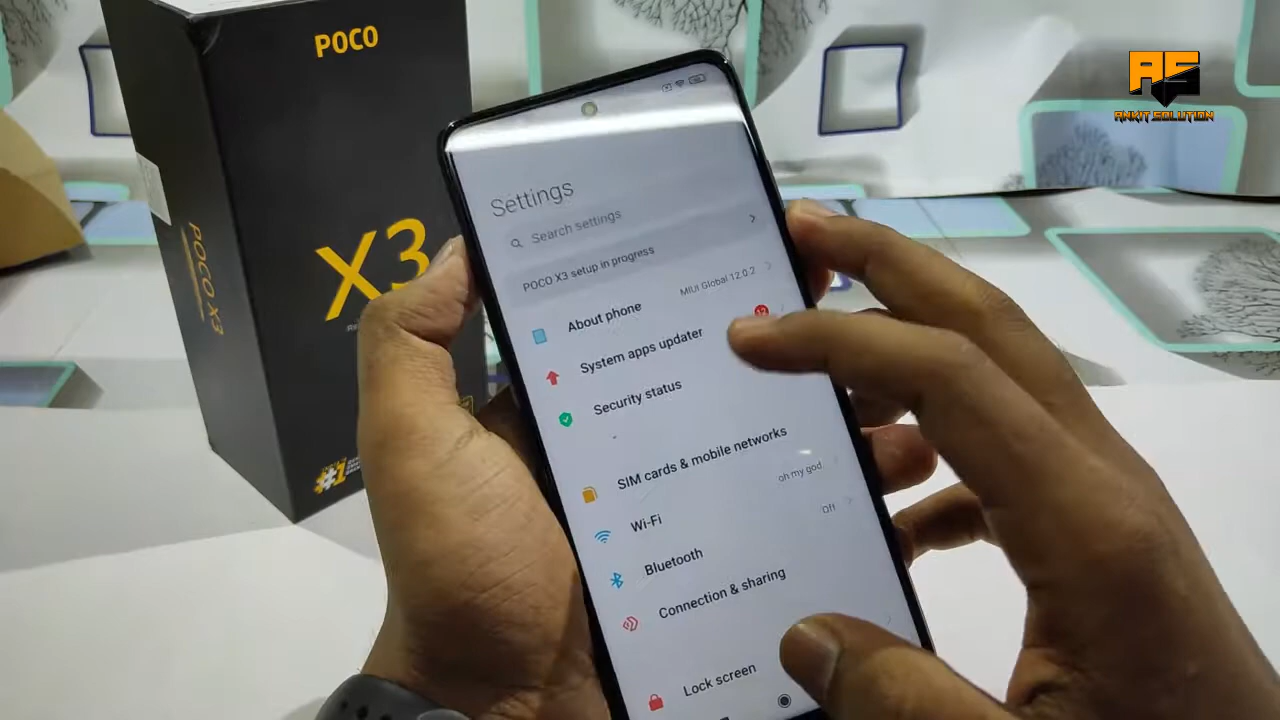 POCO
X3
POCO X3
#1
AS
ANKIT SOLUTION
Settings
Search settings
POCO X3 setup in progress
About phone
MIUI Global 12.0.2
System apps updater
12
Security status
SIM cards & mobile networks
Wi-Fi
oh my god
Bluetooth
Off
Connection & sharing
Lock screen